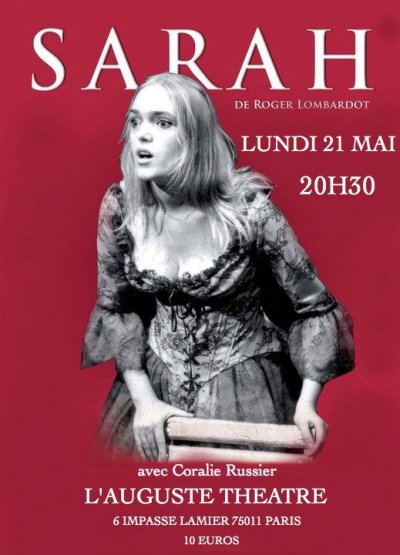 SARAH
DE ROGER LOMBARDOT
LUNDI 21 MAI
20H30
avec Coralie Russier
L'AUGUSTE THEATRE
6 IMPASSE LAMIER 75011 PARIS
10 EUROS